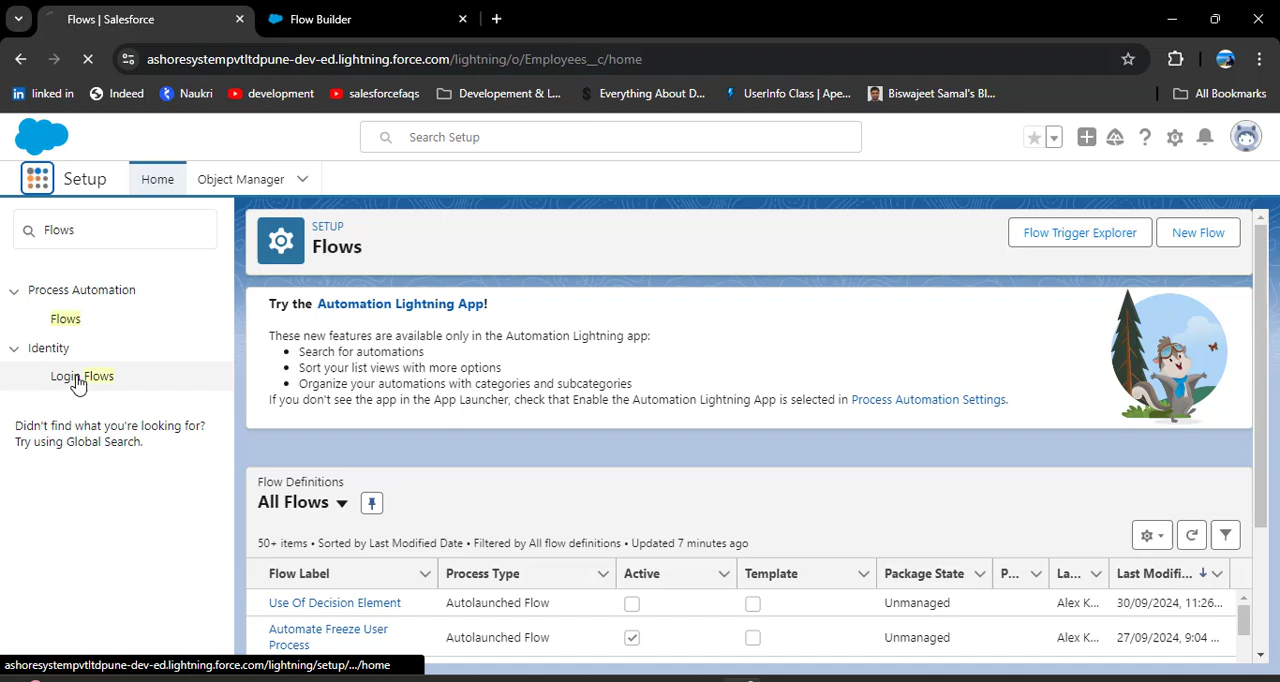 Flows | Salesforce
Flow Builder
ashoresystempvtltdpune-dev-ed.lightning.force.com/lightning/o/Employees__c/home
linked in
Indeed
Naukri
development
salesforcefaqs
Developement & L...
Everything About D...
UserInfo Class | Ape...
Biswajeet Samal's Bl...
All Bookmarks
Search Setup
Setup
Home
Object Manager
Flows
Process Automation
Flows
Identity
Login Flows
Didn't find what you're looking for?
Try using Global Search.
SETUP
Flows
Flow Trigger Explorer
New Flow
Try the Automation Lightning App!
These new features are available only in the Automation Lightning app:
• Search for automations
• Sort your list views with more options
• Organize your automations with categories and subcategories
If you don't see the app in the App Launcher, check that Enable the Automation Lightning App is selected in Process Automation Settings.
Flow Definitions
All Flows
50+ items • Sorted by Last Modified Date • Filtered by All flow definitions • Updated 7 minutes ago
Flow Label Process Type Active Template Package State P... La... Last Modifi...
Use Of Decision Element Autolaunched Flow Unmanaged Alex K... 30/09/2024, 11:26...
Automate Freeze User
Process Autolaunched Flow Unmanaged Alex K... 27/09/2024, 9:04 ...
ashoresystempvtltdpune-dev-ed.lightning.force.com/lightning/setup/.../home